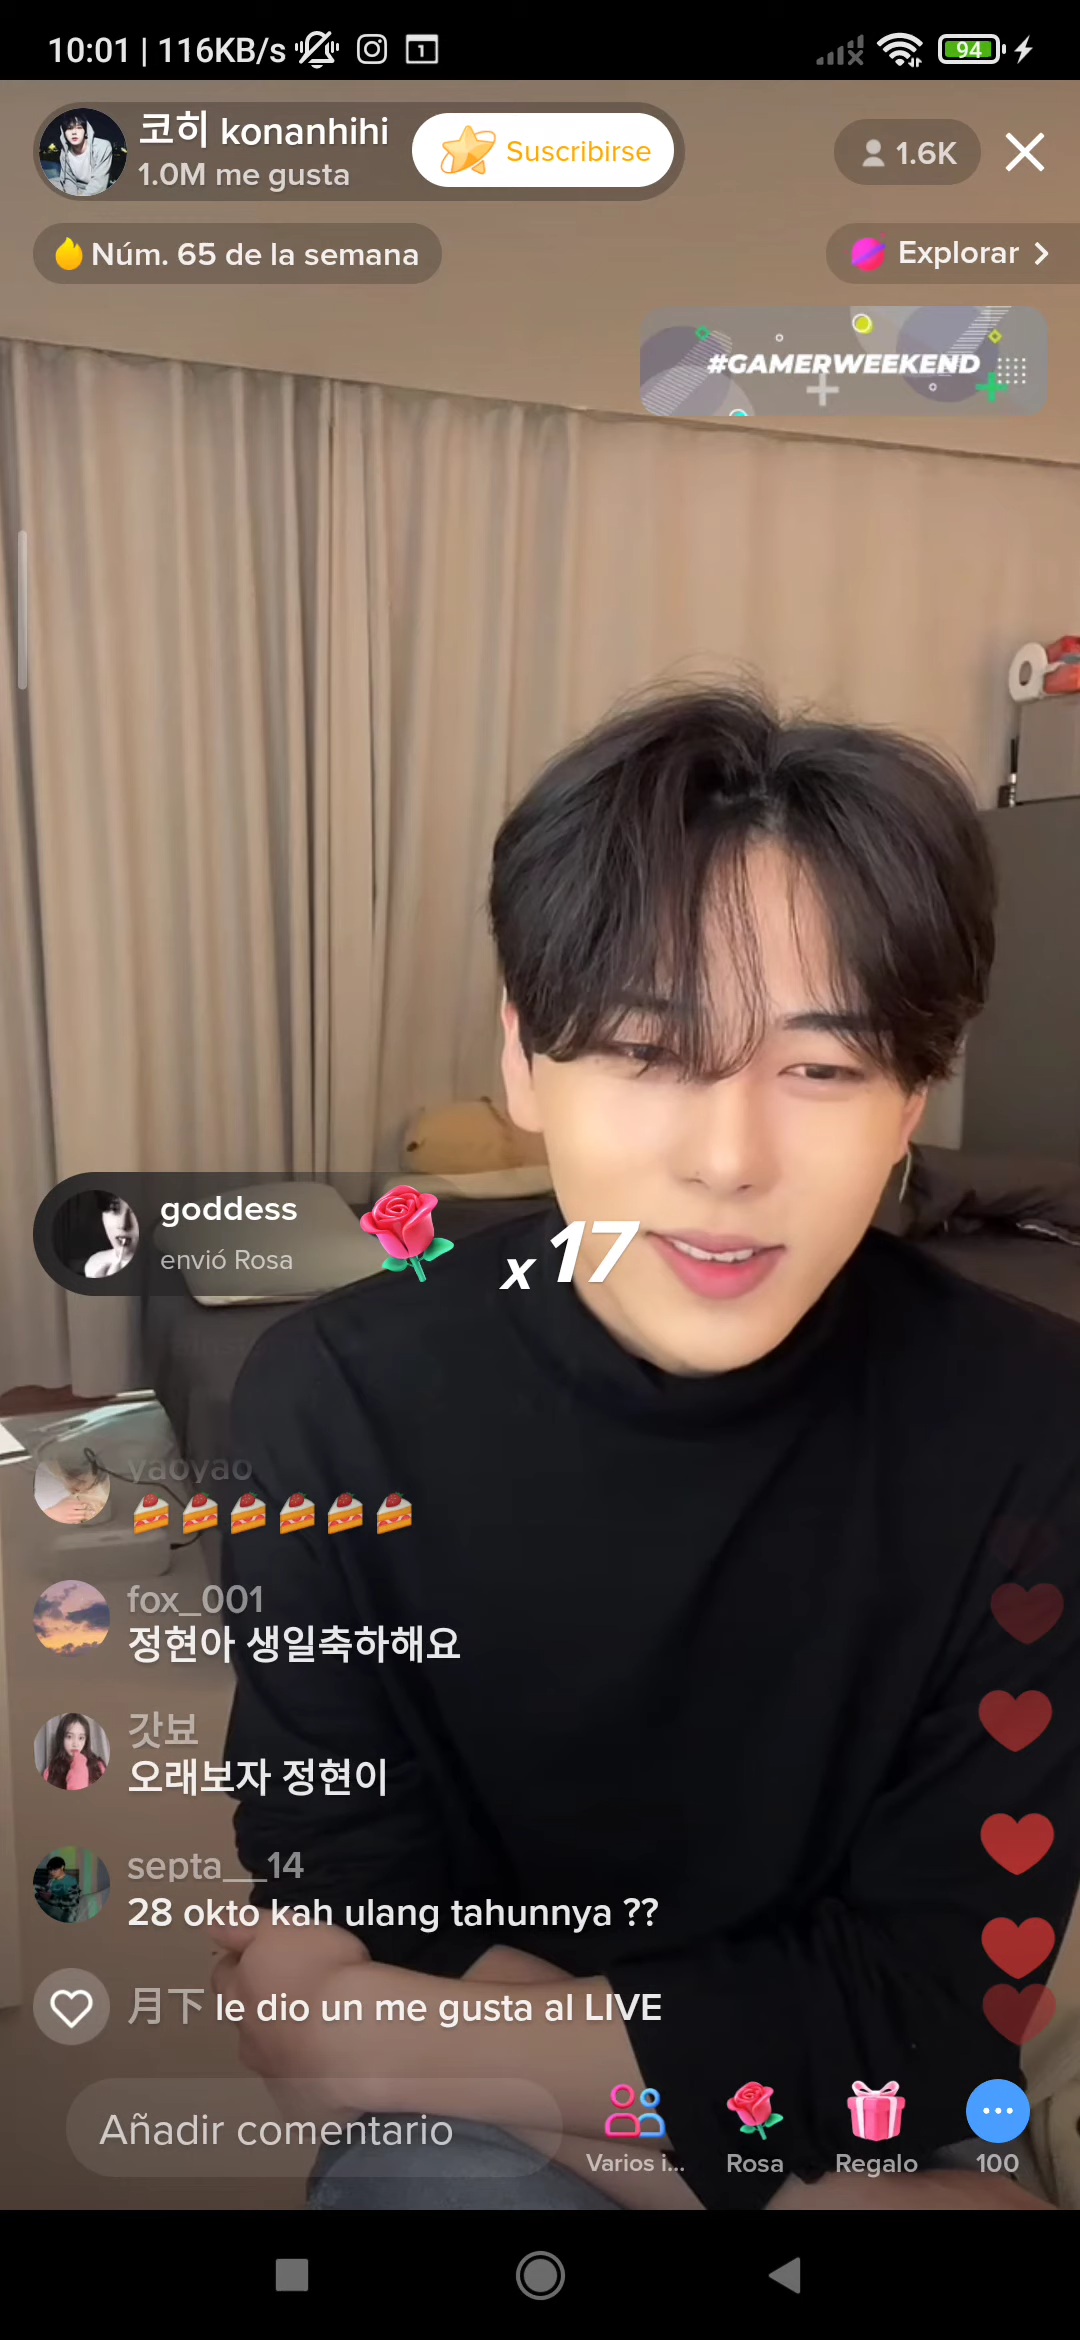 10:01 | 116KB/s
1
94
코히 konanhihi
1.0M me gusta
Suscribirse
1.6K
Núm. 65 de la semana
Explorar
#GAMERWEEKEND
goddess
envió Rosa
x 17
yaoyao
🍰🍰🍰🍰🍰🍰
fox_001
정현아 생일축하해요
갓뵤
오래보자 정현이
septa__14
28 okto kah ulang tahunnya ??
月下 le dio un me gusta al LIVE
Añadir comentario
Varios i...
Rosa
Regalo
100